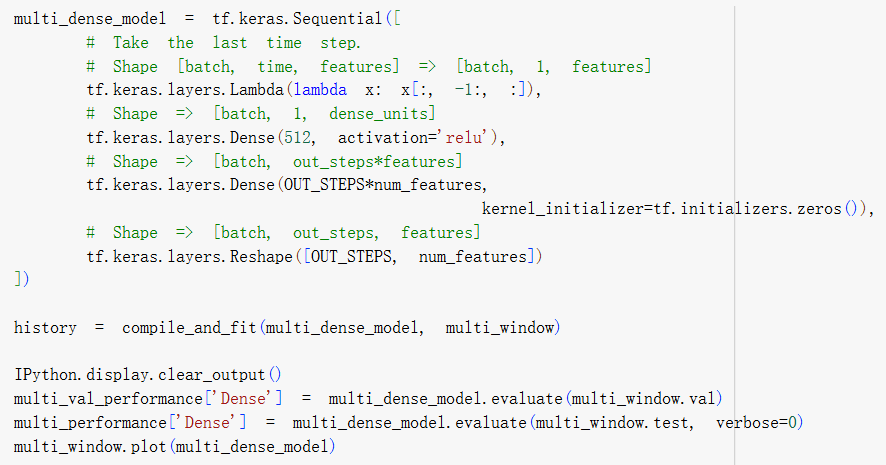 multi_dense_model = tf.keras.Sequential([
# Take the last time step.
# Shape [batch, time, features] => [batch, 1, features]
tf.keras.layers.Lambda(lambda x: x[:, -1:, :]),
# Shape => [batch, 1, dense_units]
tf.keras.layers.Dense(512, activation='relu'),
# Shape => [batch, out_steps*features]
tf.keras.layers.Dense(OUT_STEPS*num_features,
kernel_initializer=tf.initializers.zeros()),
# Shape => [batch, out_steps, features]
tf.keras.layers.Reshape([OUT_STEPS, num_features])
])
history = compile_and_fit(multi_dense_model, multi_window)
IPython.display.clear_output()
multi_val_performance['Dense'] = multi_dense_model.evaluate(multi_window.val)
multi_performance['Dense'] = multi_dense_model.evaluate(multi_window.test, verbose=0)
multi_window.plot(multi_dense_model)